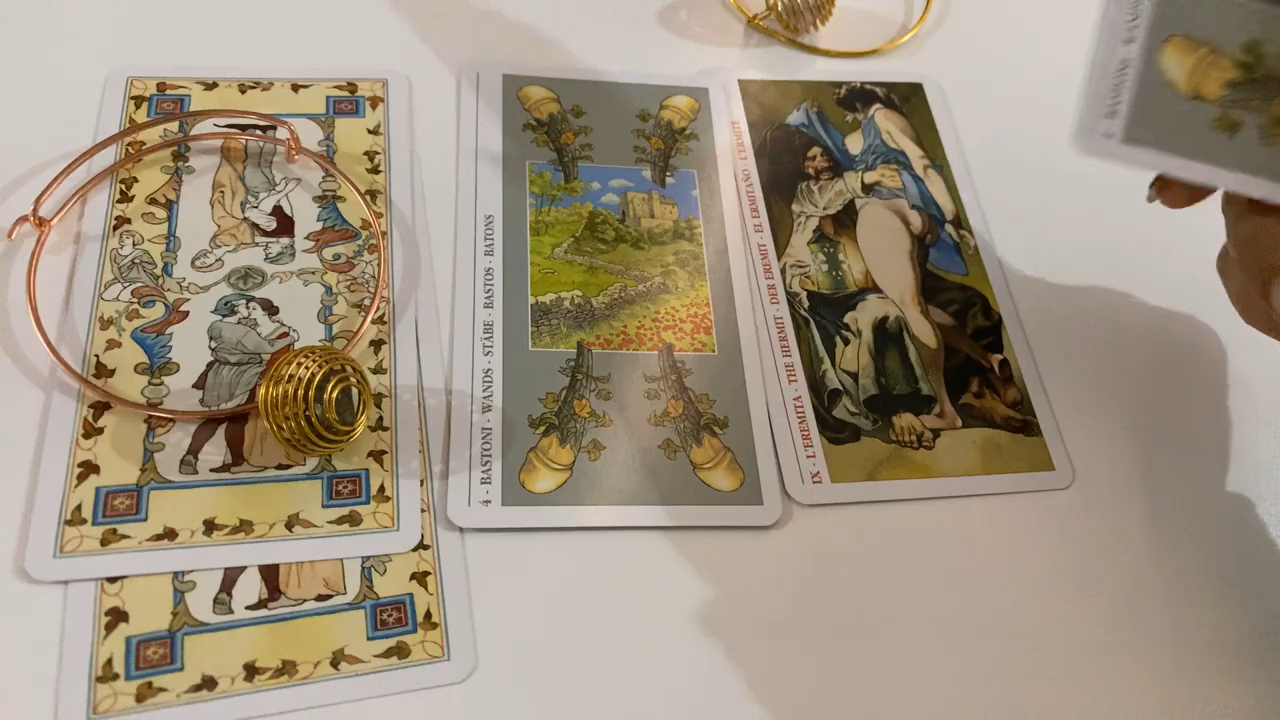 4 - BASTONI - WANDS - STÄBE - BASTOS - BATONS
IX - L'EREMITA - THE HERMIT - DER EREMIT - EL ERMITAÑO - L'ERMITE